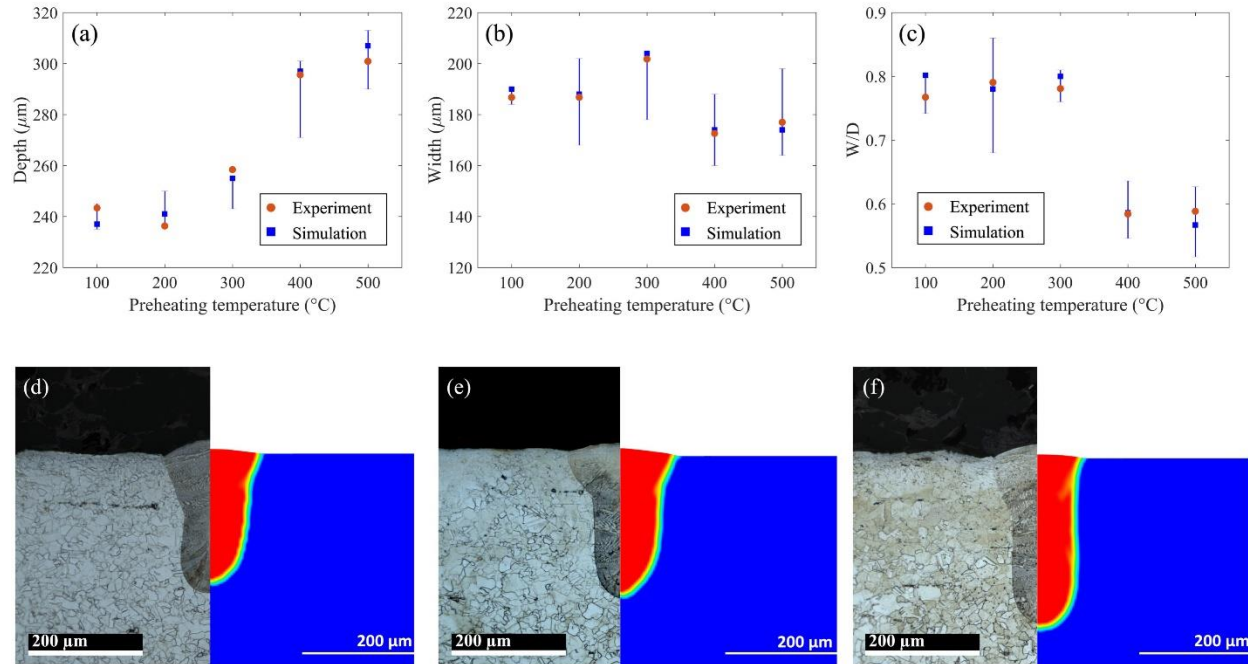 (a)
320
300
280
260
240
220
Depth (μm)
100 200 300 400 500
Preheating temperature (°C)
Experiment
Simulation
(b)
220
200
180
160
140
120
Width (μm)
100 200 300 400 500
Preheating temperature (°C)
Experiment
Simulation
(c)
0.9
0.8
0.7
0.6
0.5
W/D
100 200 300 400 500
Preheating temperature (°C)
Experiment
Simulation
(d)
200 µm
200 µm
(e)
200 µm
200 µm
(f)
200 µm
200 µm